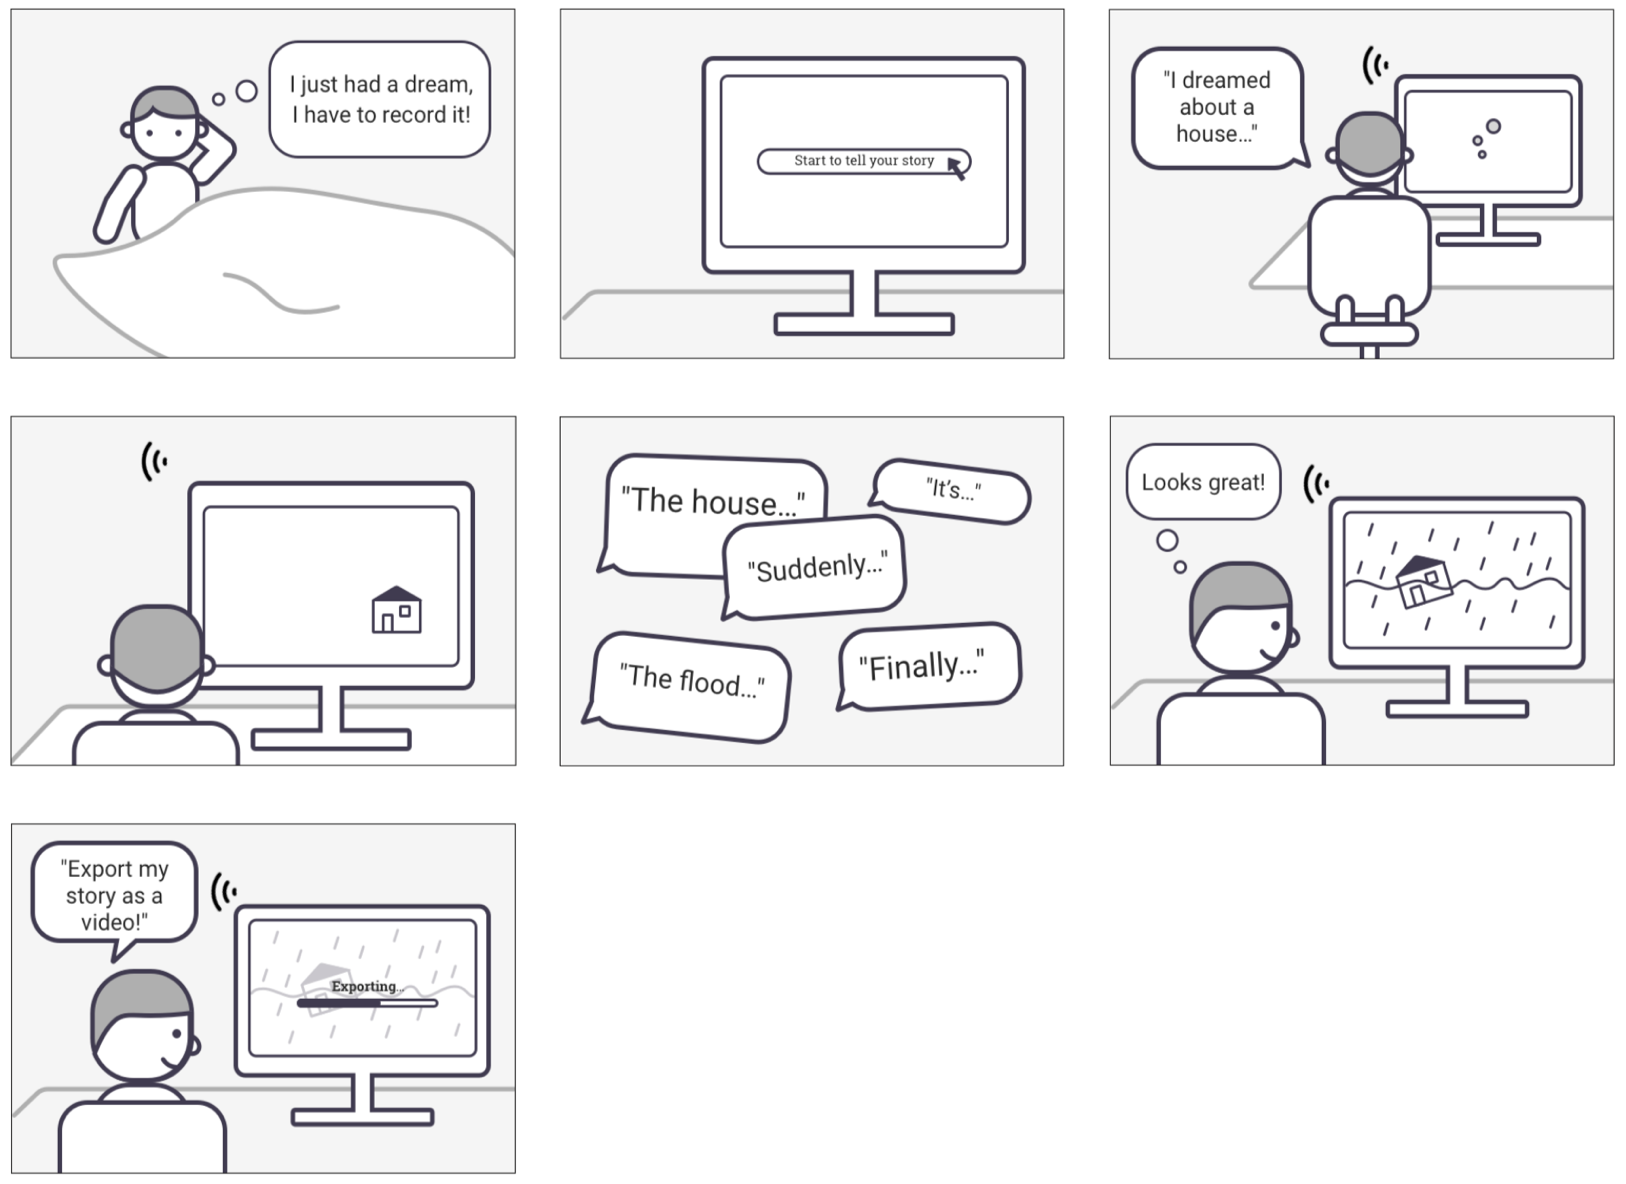 I just had a dream,
I have to record it!
Start to tell your story
"I dreamed
about a
house..."
"The house..."
"It's..."
"Suddenly..."
"The flood..."
"Finally..."
Looks great!
"Export my
story as a
video!"
Exporting...